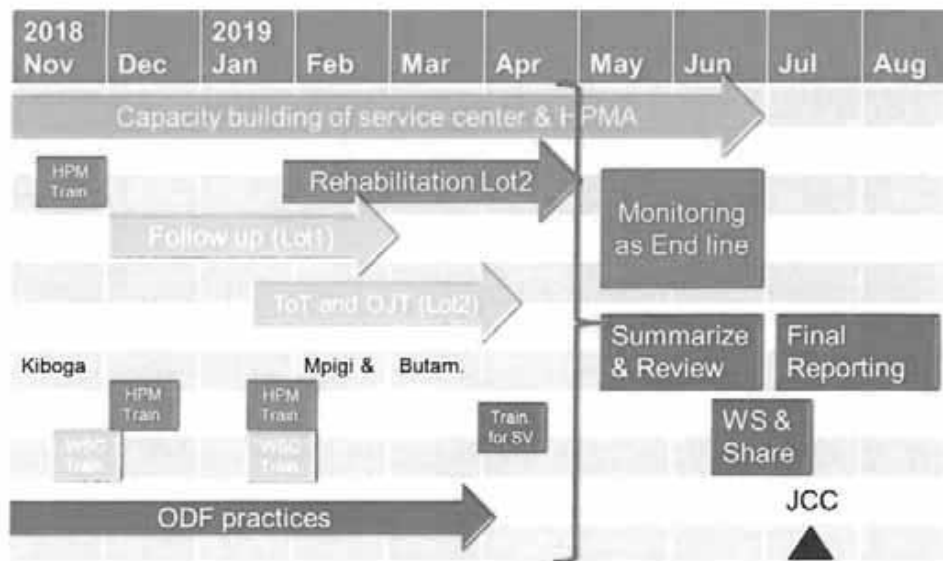 2018
Nov
Dec
2019
Jan
Feb
Mar
Apr
May
Jun
Jul
Aug
Capacity building of service center & HPMA
HPM
Train
Rehabilitation Lot2
Monitoring
as End line
Follow up (Lot1)
ToT and OJT (Lot2)
Summarize
& Review
Final
Reporting
Kiboga
Mpigi &
Butam.
HPM
Train
HPM
Train
WSC
Train
WSC
Train
Train.
for SV
WS &
Share
ODF practices
JCC